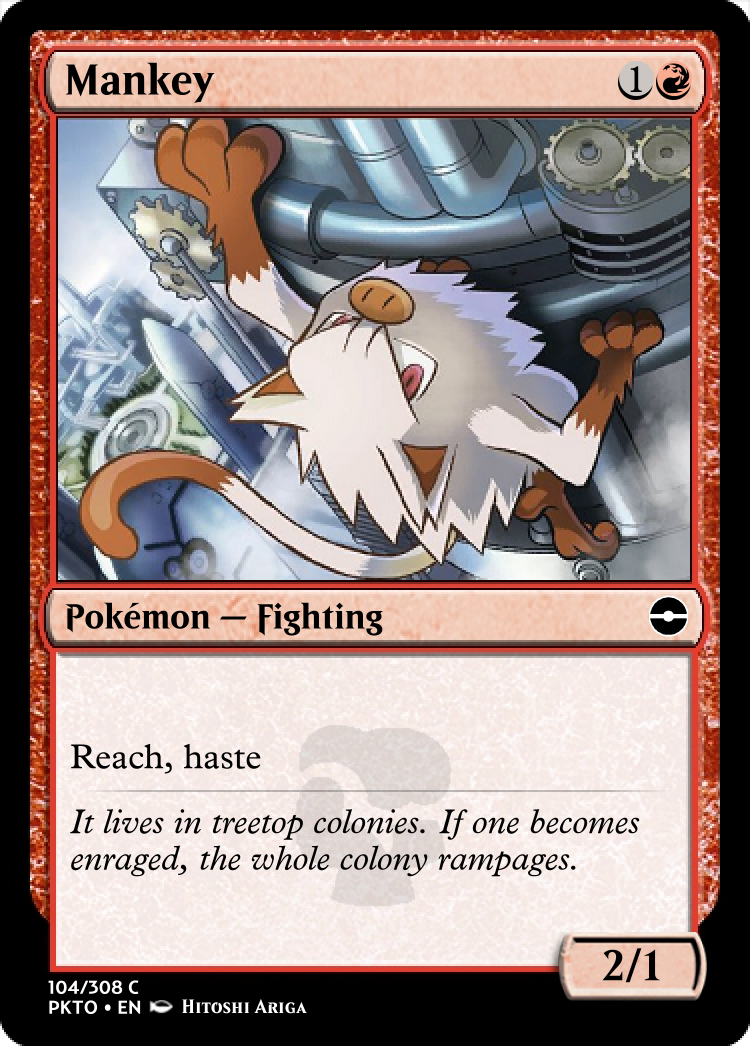 Mankey 1
Pokémon — Fighting
Reach, haste
It lives in treetop colonies. If one becomes
enraged, the whole colony rampages.
2/1
104/308 C
PKTO • EN Hitoshi Ariga